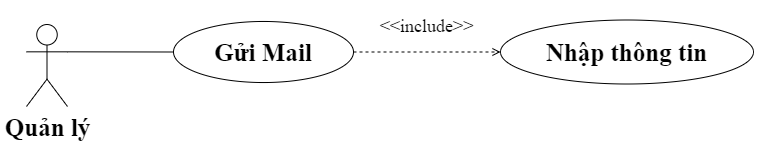 <<include>>
Gửi Mail
Nhập thông tin
Quản lý